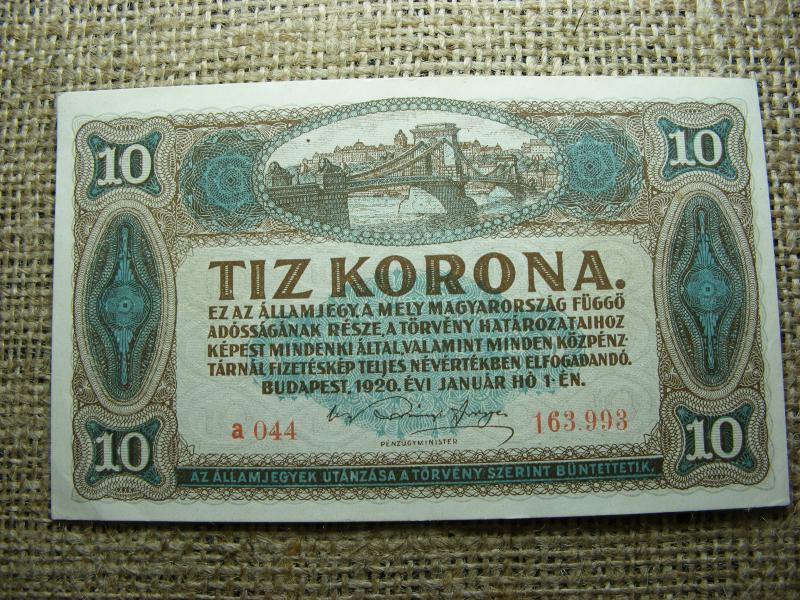 10 10
TIZ KORONA.
EZ AZ ÁLLAMJEGY, A MELY MAGYARORSZÁG FÜGGŐ
ADÓSSÁGÁNAK RÉSZE, A TÖRVÉNY HATÁROZATAIHOZ
KÉPEST MINDENKI ÁLTAL, VALAMINT MINDEN KÖZPÉNZ-
TÁRNÁL FIZETÉSKÉP TELJES NÉVÉRTÉKBEN ELFOGADANDÓ.
BUDAPEST, 1920. ÉVI JANUÁR HÓ 1-ÉN.
a 044 163.993
PÉNZÜGYMINISTER
10 10
AZ ÁLLAMJEGYEK UTÁNZÁSA A TÖRVÉNY SZERINT BÜNTETTETIK.